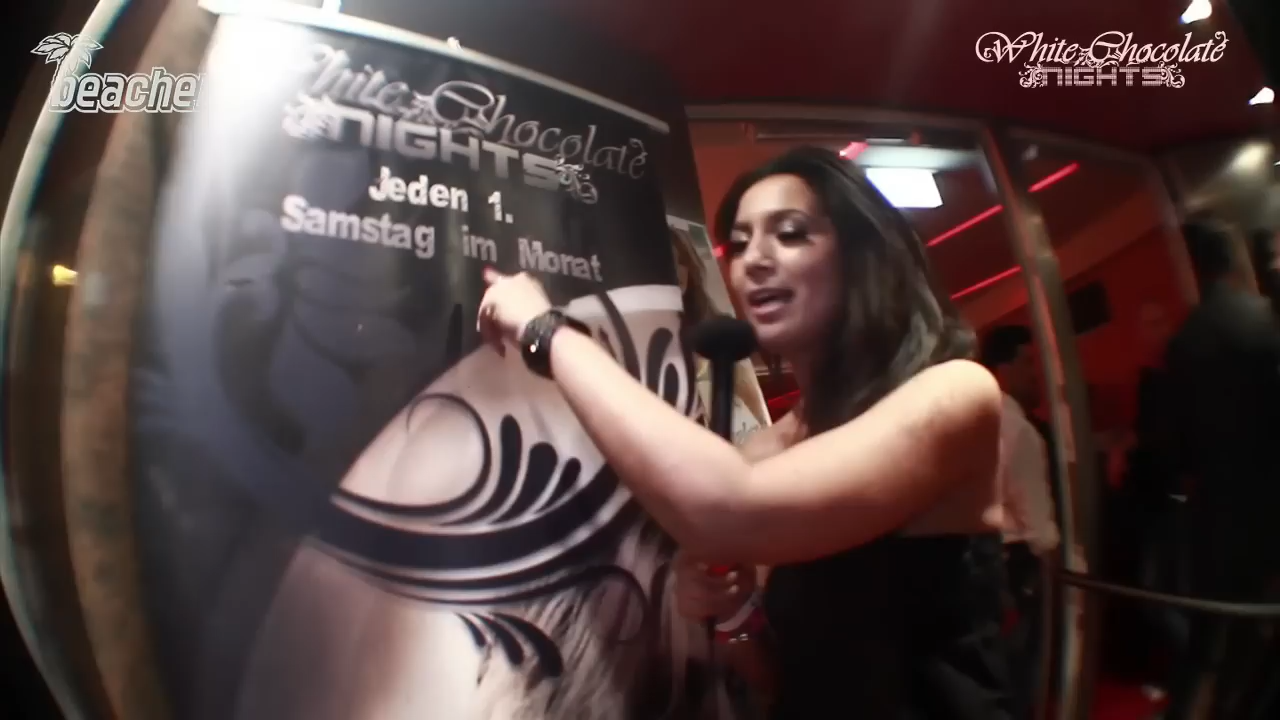 beache
White Chocolate
NIGHTS
White Chocolate
NIGHTS
Jeden 1.
Samstag im Monat